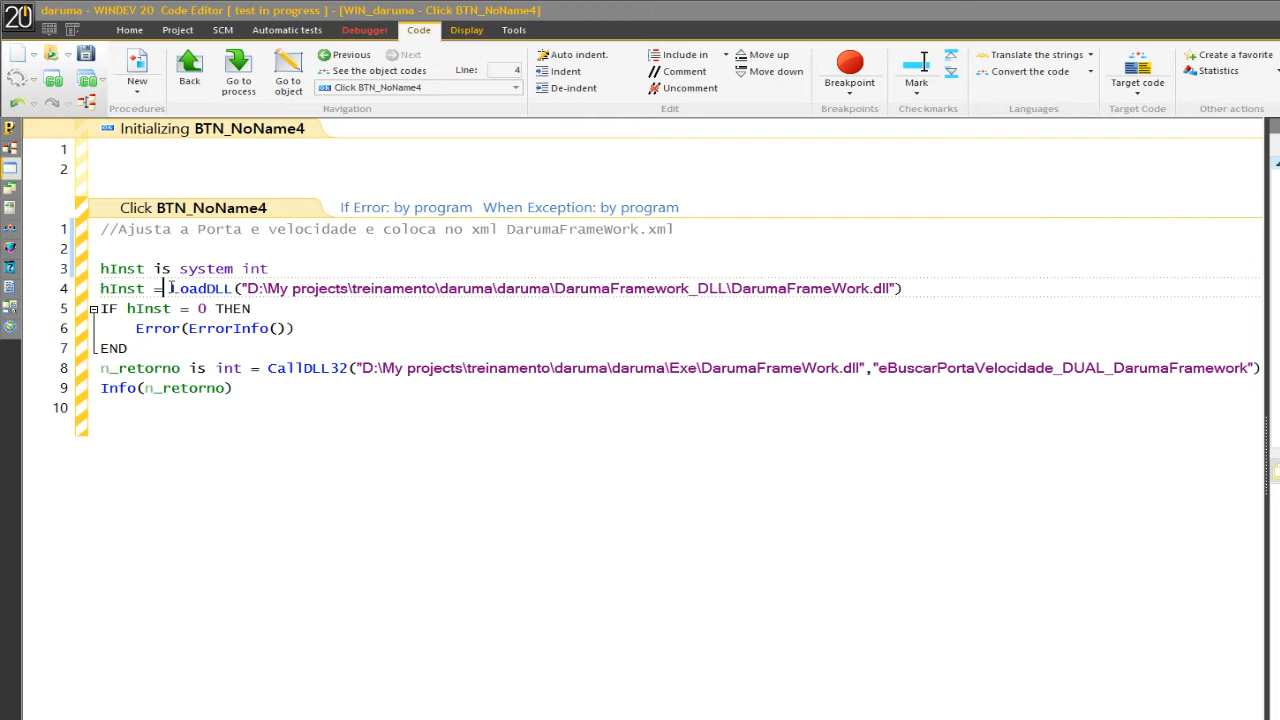 20 daruma - WINDEV 20 Code Editor [ test in progress ] - [WIN_daruma - Click BTN_NoName4]
Home Project SCM Automatic tests Debugger Code Display Tools
New
Procedures
Back
Go to process
Go to object
Previous Next
See the object code: Line: 4
Click BTN_NoName4
Navigation
Auto indent.
Indent
De-indent
Include in
// Comment
Uncomment
Move up
Move down
Edit
Breakpoint
Breakpoints
Mark
Checkmarks
Translate the strings
Convert the code
Languages
Target code
Target Code
Create a favorite
Statistics
Other actions
Initializing BTN_NoName4
1
2
Click BTN_NoName4 If Error: by program When Exception: by program
1 //Ajusta a Porta e velocidade e coloca no xml DarumaFrameWork.xml
2
3 hInst is system int
4 hInst = LoadDLL("D:\My projects\treinamento\daruma\daruma\DarumaFramework_DLL\DarumaFrameWork.dll")
5 IF hInst = 0 THEN
6 Error(ErrorInfo())
7 END
8 n_retorno is int = CallDLL32("D:\My projects\treinamento\daruma\daruma\Exe\DarumaFrameWork.dll","eBuscarPortaVelocidade_DUAL_DarumaFramework")
9 Info(n_retorno)
10